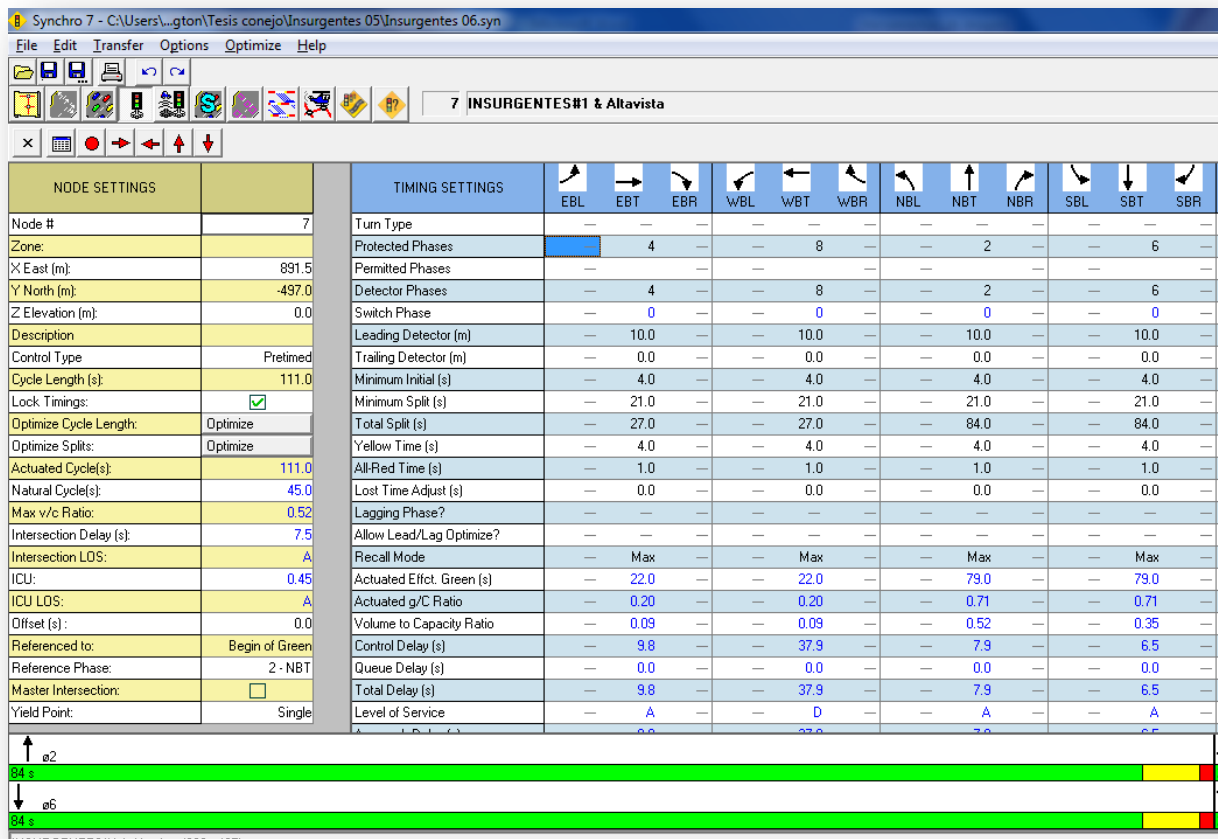 Synchro 7 - C:\Users\...gton\Tesis conejo\Insurgentes 05\Insurgentes 06.syn
File Edit Transfer Options Optimize Help
7 INSURGENTES#1 & Altavista
NODE SETTINGS TIMING SETTINGS EBL EBT EBR WBL WBT WBR NBL NBT NBR SBL SBT SBR
Node # 7 Turn Type — — — — — — — — — — — —
Zone: Protected Phases — 4 — — 8 — — 2 — — 6 —
X East (m): 891.5 Permitted Phases — — — — — — — —
Y North (m): -497.0 Detector Phases — 4 — — 8 — — 2 — — 6 —
Z Elevation (m): 0.0 Switch Phase — 0 — — 0 — — 0 — — 0 —
Description Leading Detector (m) — 10.0 — — 10.0 — — 10.0 — — 10.0 —
Control Type Pretimed Trailing Detector (m) — 0.0 — — 0.0 — — 0.0 — — 0.0 —
Cycle Length (s): 111.0 Minimum Initial (s) — 4.0 — — 4.0 — — 4.0 — — 4.0 —
Lock Timings: Minimum Split (s) — 21.0 — — 21.0 — — 21.0 — — 21.0 —
Optimize Cycle Length: Optimize Total Split (s) — 27.0 — — 27.0 — — 84.0 — — 84.0 —
Optimize Splits: Optimize Yellow Time (s) — 4.0 — — 4.0 — — 4.0 — — 4.0 —
Actuated Cycle(s): 111.0 All-Red Time (s) — 1.0 — — 1.0 — — 1.0 — — 1.0 —
Natural Cycle(s): 45.0 Lost Time Adjust (s) — 0.0 — — 0.0 — — 0.0 — — 0.0 —
Max v/c Ratio: 0.52 Lagging Phase? — — — — — — — — — — — —
Intersection Delay (s): 7.5 Allow Lead/Lag Optimize? — — — — — — — — — — — —
Intersection LOS: A Recall Mode — Max — — Max — — Max — — Max —
ICU: 0.45 Actuated Effct. Green (s) — 22.0 — — 22.0 — — 79.0 — — 79.0 —
ICU LOS: A Actuated g/C Ratio — 0.20 — — 0.20 — — 0.71 — — 0.71 —
Offset (s) : 0.0 Volume to Capacity Ratio — 0.09 — — 0.09 — — 0.52 — — 0.35 —
Referenced to: Begin of Green Control Delay (s) — 9.8 — — 37.9 — — 7.9 — — 6.5 —
Reference Phase: 2 - NBT Queue Delay (s) — 0.0 — — 0.0 — — 0.0 — — 0.0 —
Master Intersection: Total Delay (s) — 9.8 — — 37.9 — — 7.9 — — 6.5 —
Yield Point: Single Level of Service — A — — D — — A — — A —
ø2
84 s
ø6
84 s